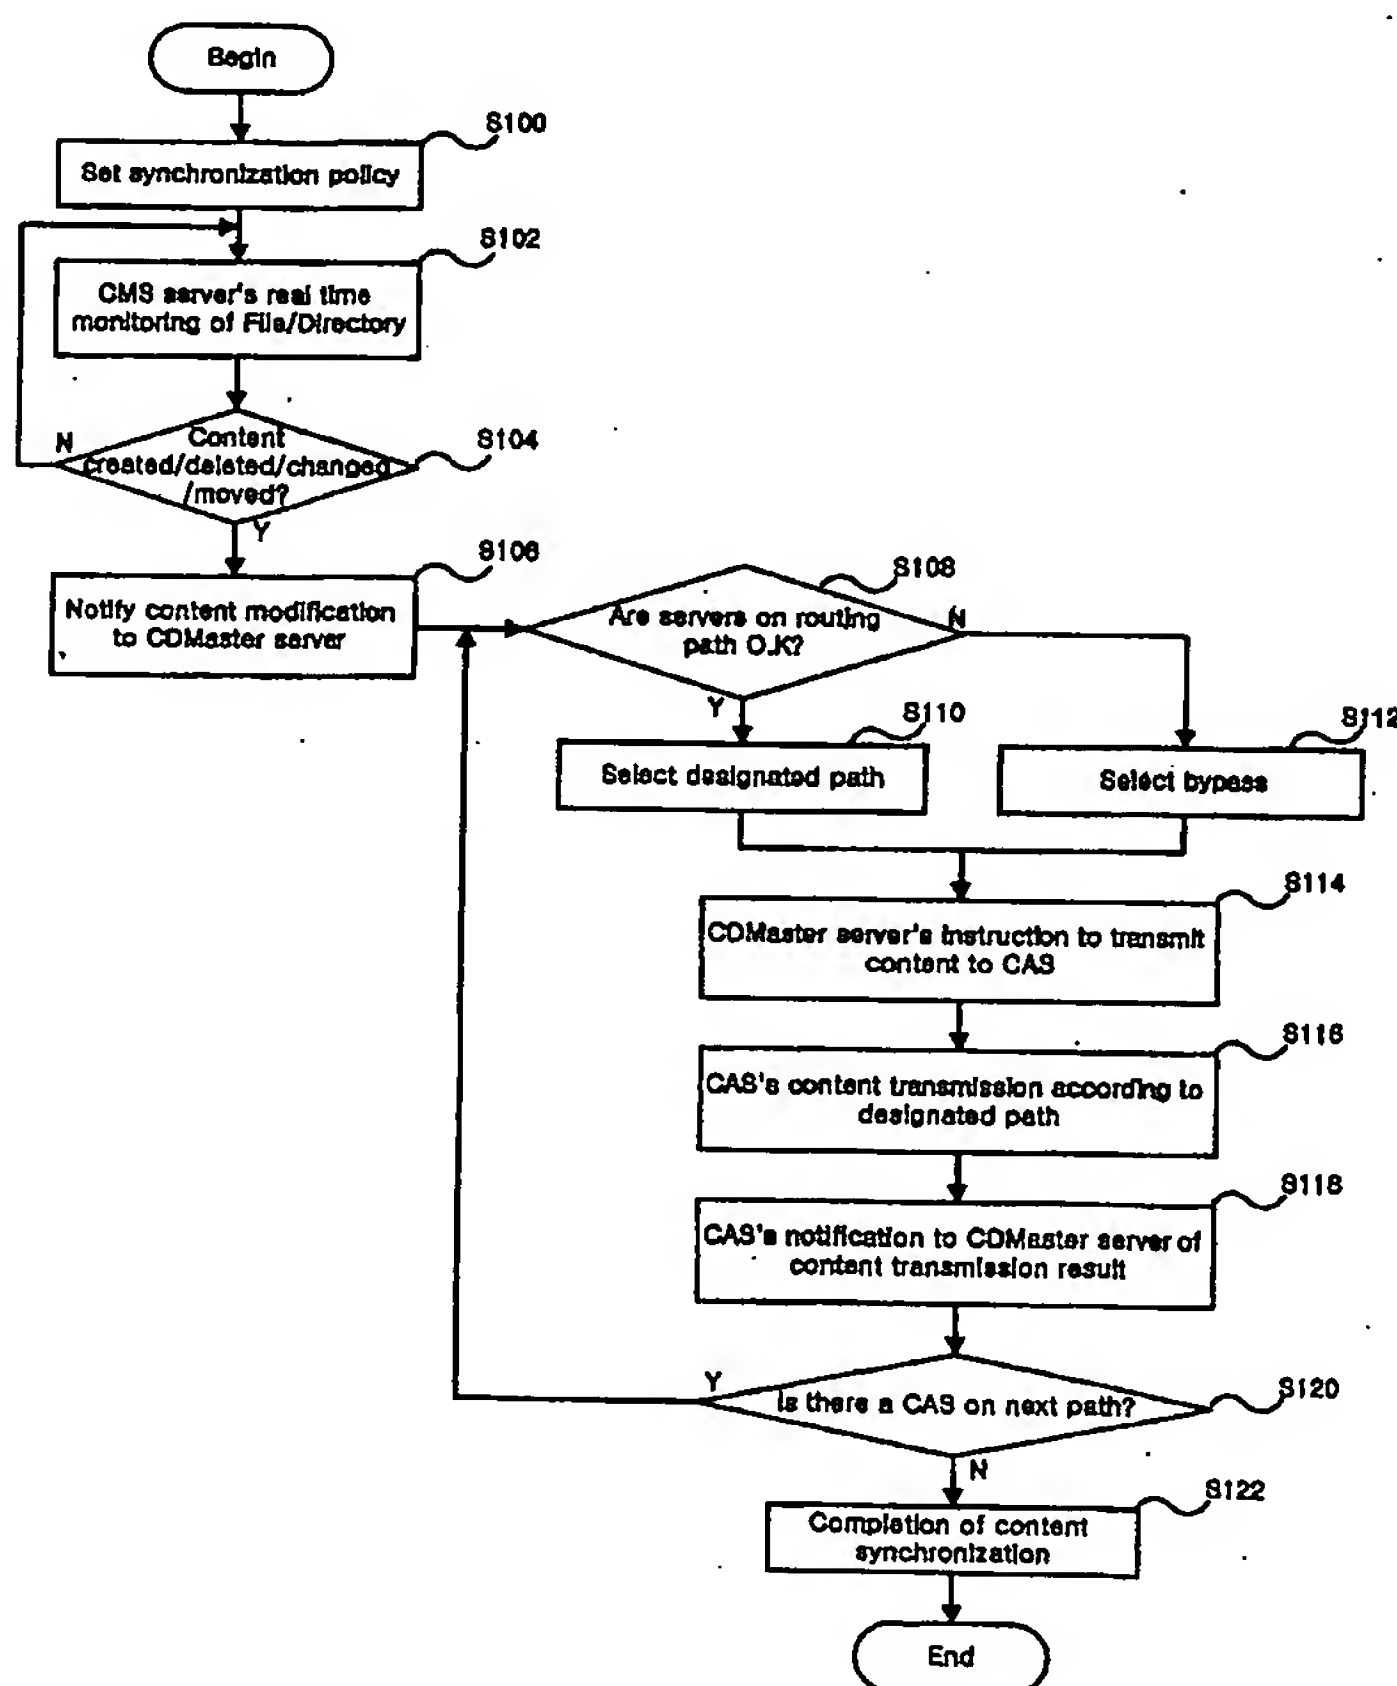 Begin
S100
Set synchronization policy
S102
CMS server's real time
monitoring of File/Directory
N
Content
created/deleted/changed
/moved?
S104
Y
S106
Notify content modification
to CDMaster server
S108
Are servers on routing
path O.K?
N
Y
S110
Select designated path
S112
Select bypass
S114
CDMaster server's instruction to transmit
content to CAS
S116
CAS's content transmission according to
designated path
S118
CAS's notification to CDMaster server of
content transmission result
Y
Is there a CAS on next path?
S120
N
S122
Completion of content
synchronization
End